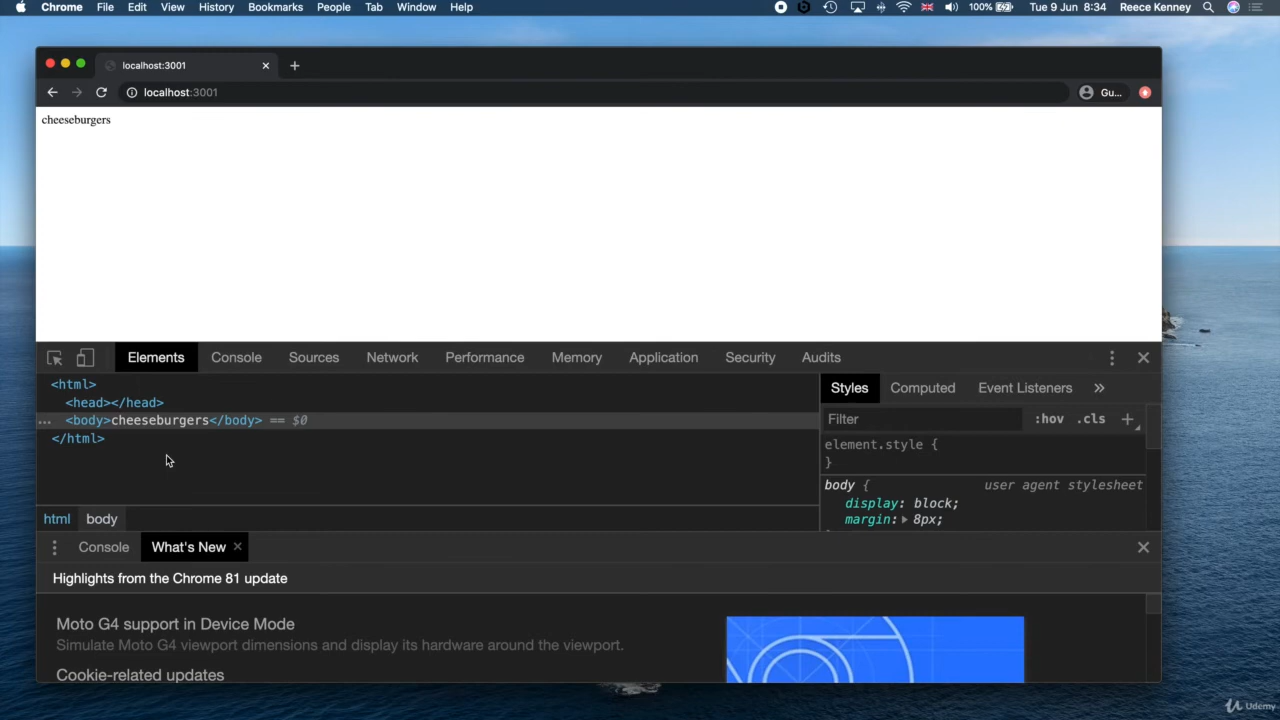 Chrome File Edit View History Bookmarks People Tab Window Help 100% Tue 9 Jun 8:34 Reece Kenney
localhost:3001
localhost:3001 Gu...
cheeseburgers
Elements Console Sources Network Performance Memory Application Security Audits
<html>
<head></head>
... <body>cheeseburgers</body> == $0
</html>
html body
Styles Computed Event Listeners »
Filter :hov .cls +
element.style {
}
body { user agent stylesheet
display: block;
margin: 8px;
Console What's New
Highlights from the Chrome 81 update
Moto G4 support in Device Mode
Simulate Moto G4 viewport dimensions and display its hardware around the viewport.
Cookie-related updates
Udemy